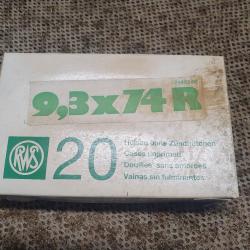 9,3x74 R
RWS
20
Hülsen ohne Zündhütchen
Cases unprimed
Douilles sans amorces
Vainas sin fulminantes